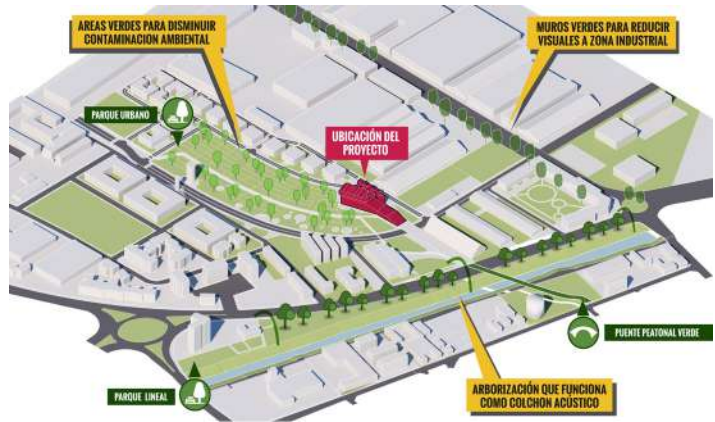 AREAS VERDES PARA DISMINUIR
CONTAMINACION AMBIENTAL
MUROS VERDES PARA REDUCIR
VISUALES A ZONA INDUSTRIAL
PARQUE URBANO
UBICACIÓN DEL
PROYECTO
PUENTE PEATONAL VERDE
PARQUE LINEAL
ARBORIZACIÓN QUE FUNCIONA
COMO COLCHON ACÚSTICO